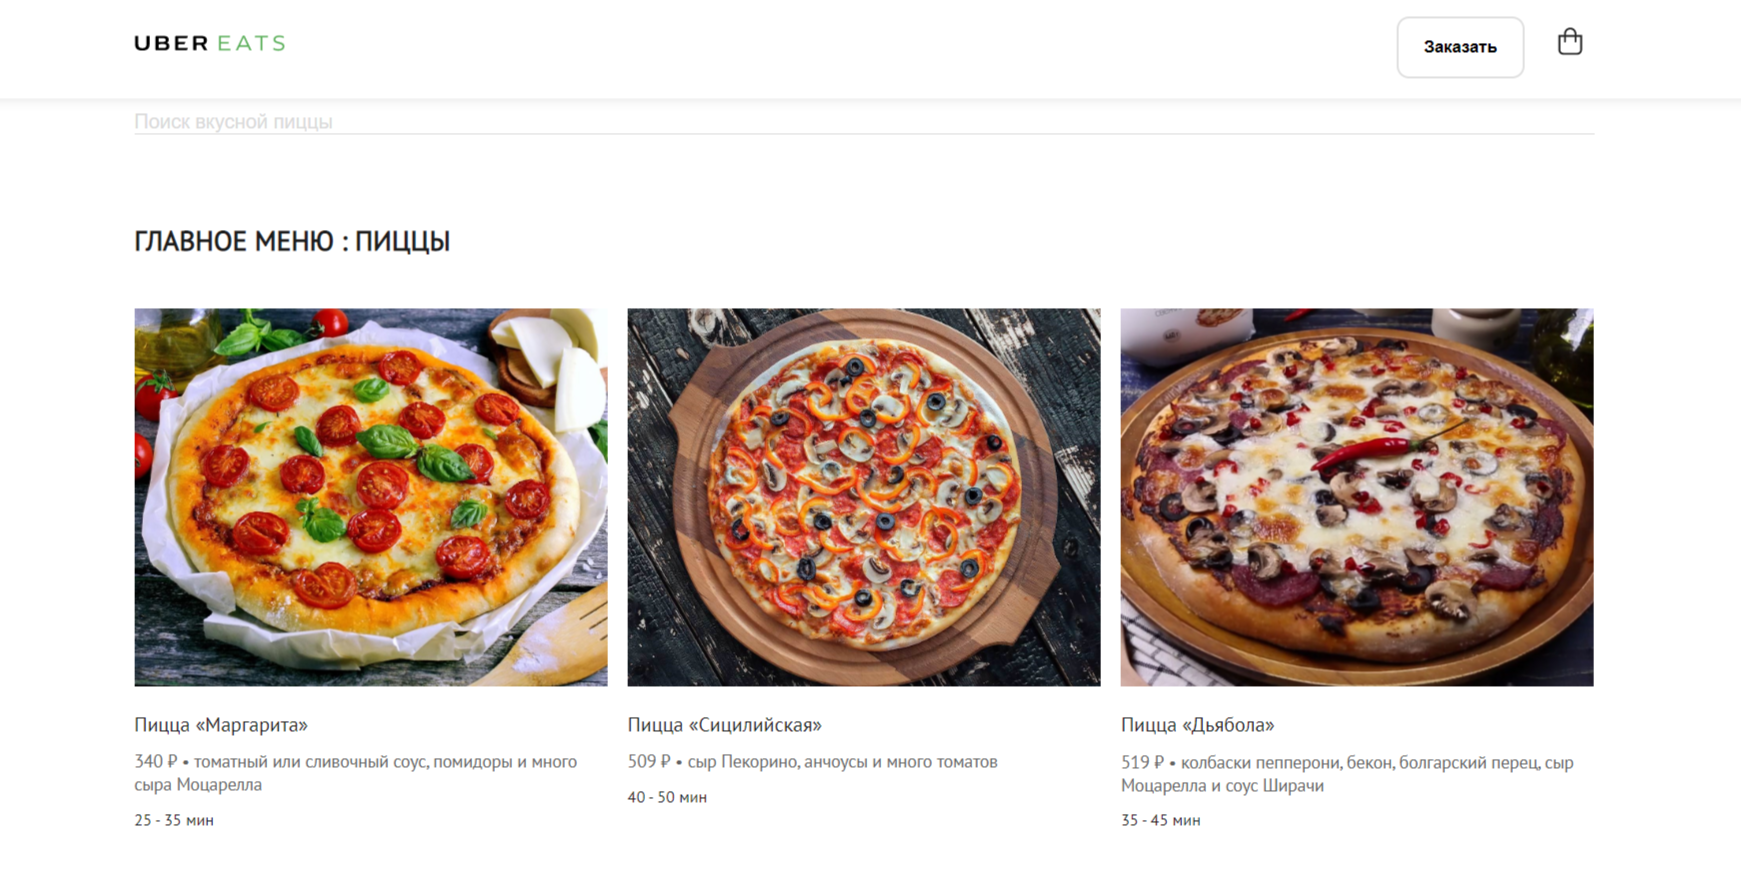 UBER EATS
Заказать
Поиск вкусной пиццы
ГЛАВНОЕ МЕНЮ : ПИЦЦЫ
Пицца «Маргарита»
340 ₽ • томатный или сливочный соус, помидоры и много
сыра Моцарелла
25 - 35 мин
Пицца «Сицилийская»
509 ₽ • сыр Пекорино, анчоусы и много томатов
40 - 50 мин
Пицца «Дьябола»
519 ₽ • колбаски пепперони, бекон, болгарский перец, сыр
Моцарелла и соус Ширачи
35 - 45 мин